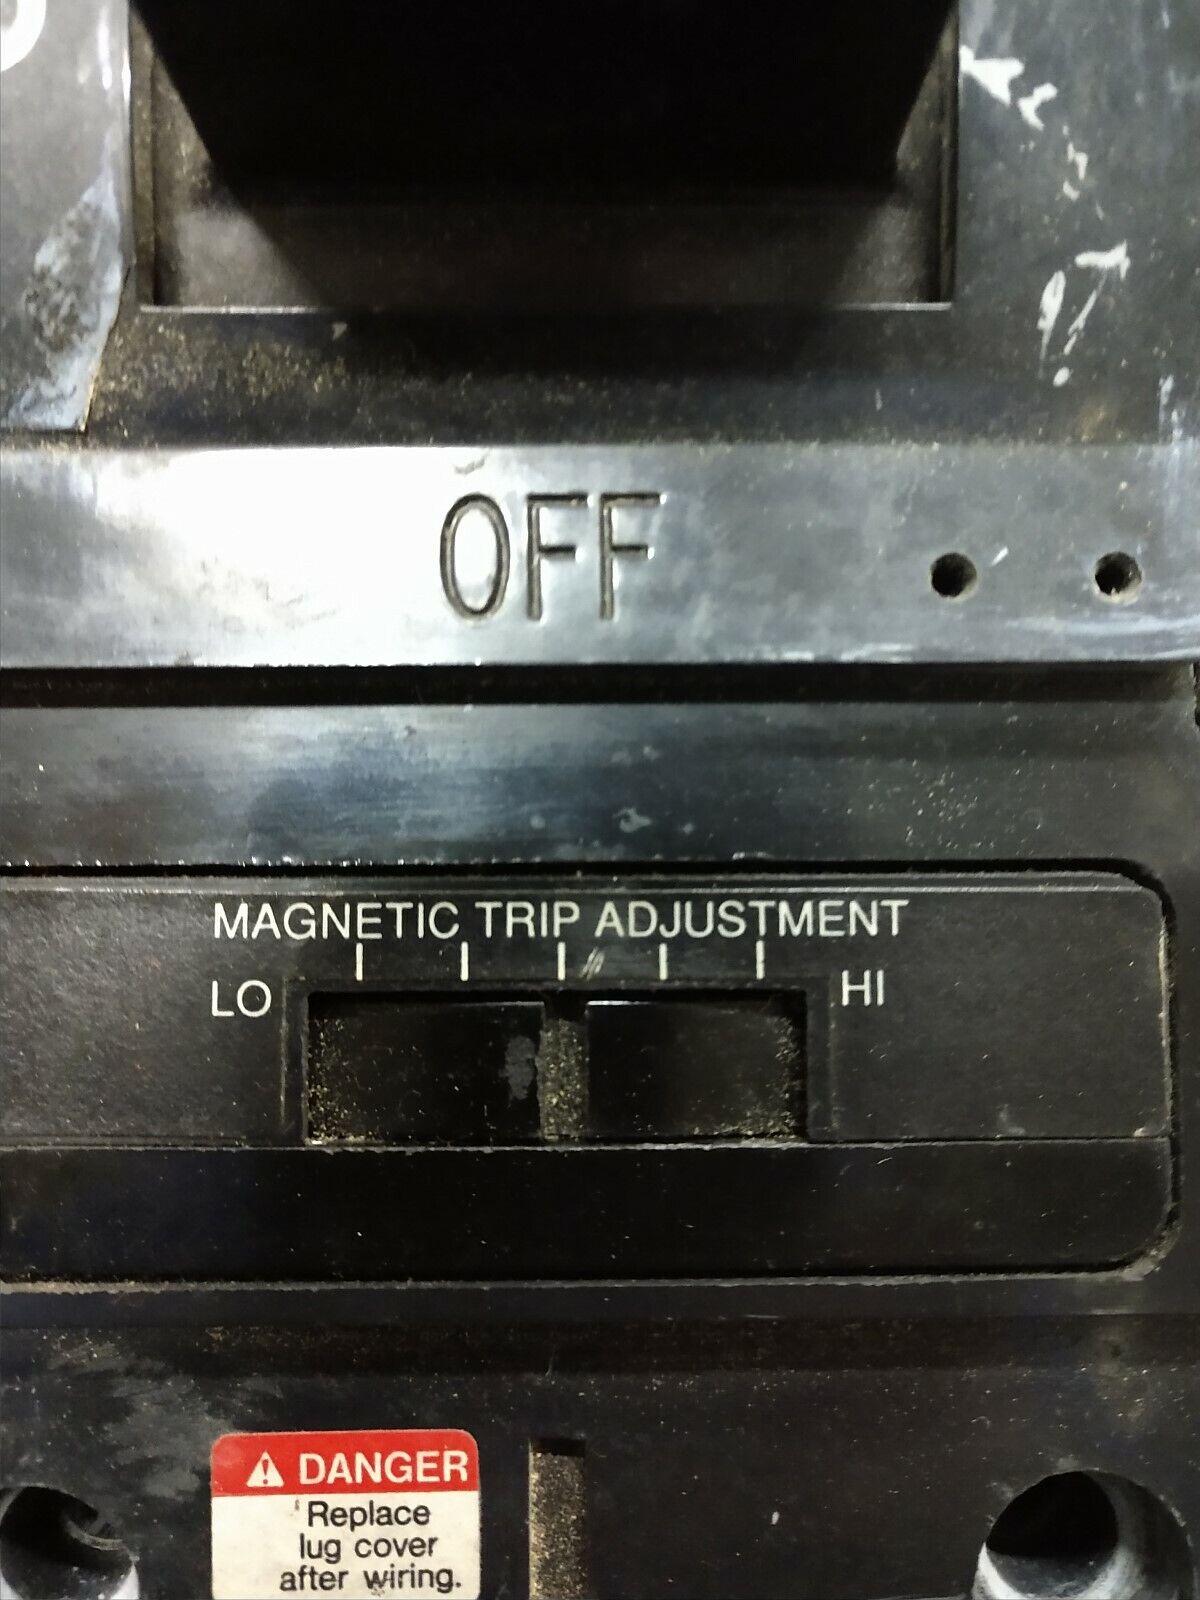 OFF
MAGNETIC TRIP ADJUSTMENT
LO HI
DANGER
Replace
lug cover
after wiring.